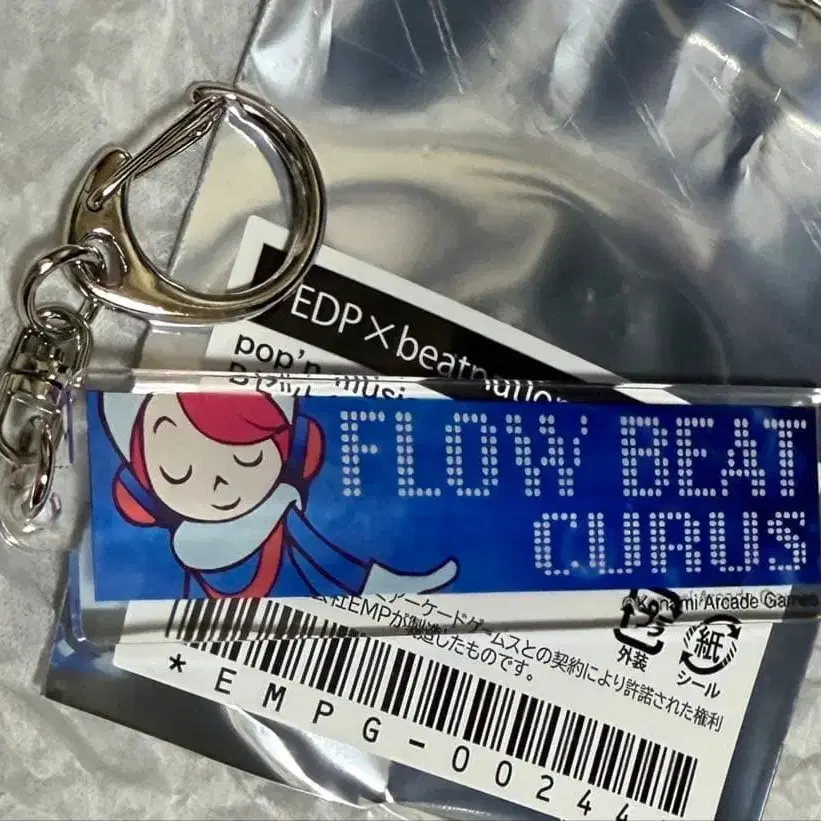 EDP×beatnation
pop'n music
FLOW BEAT
CURUS
©Konami Arcade Games
アーケードゲームスとの契約により許諾された権利
会社EMPが製造したものです。
外装
紙
シール
*EMPG-00244